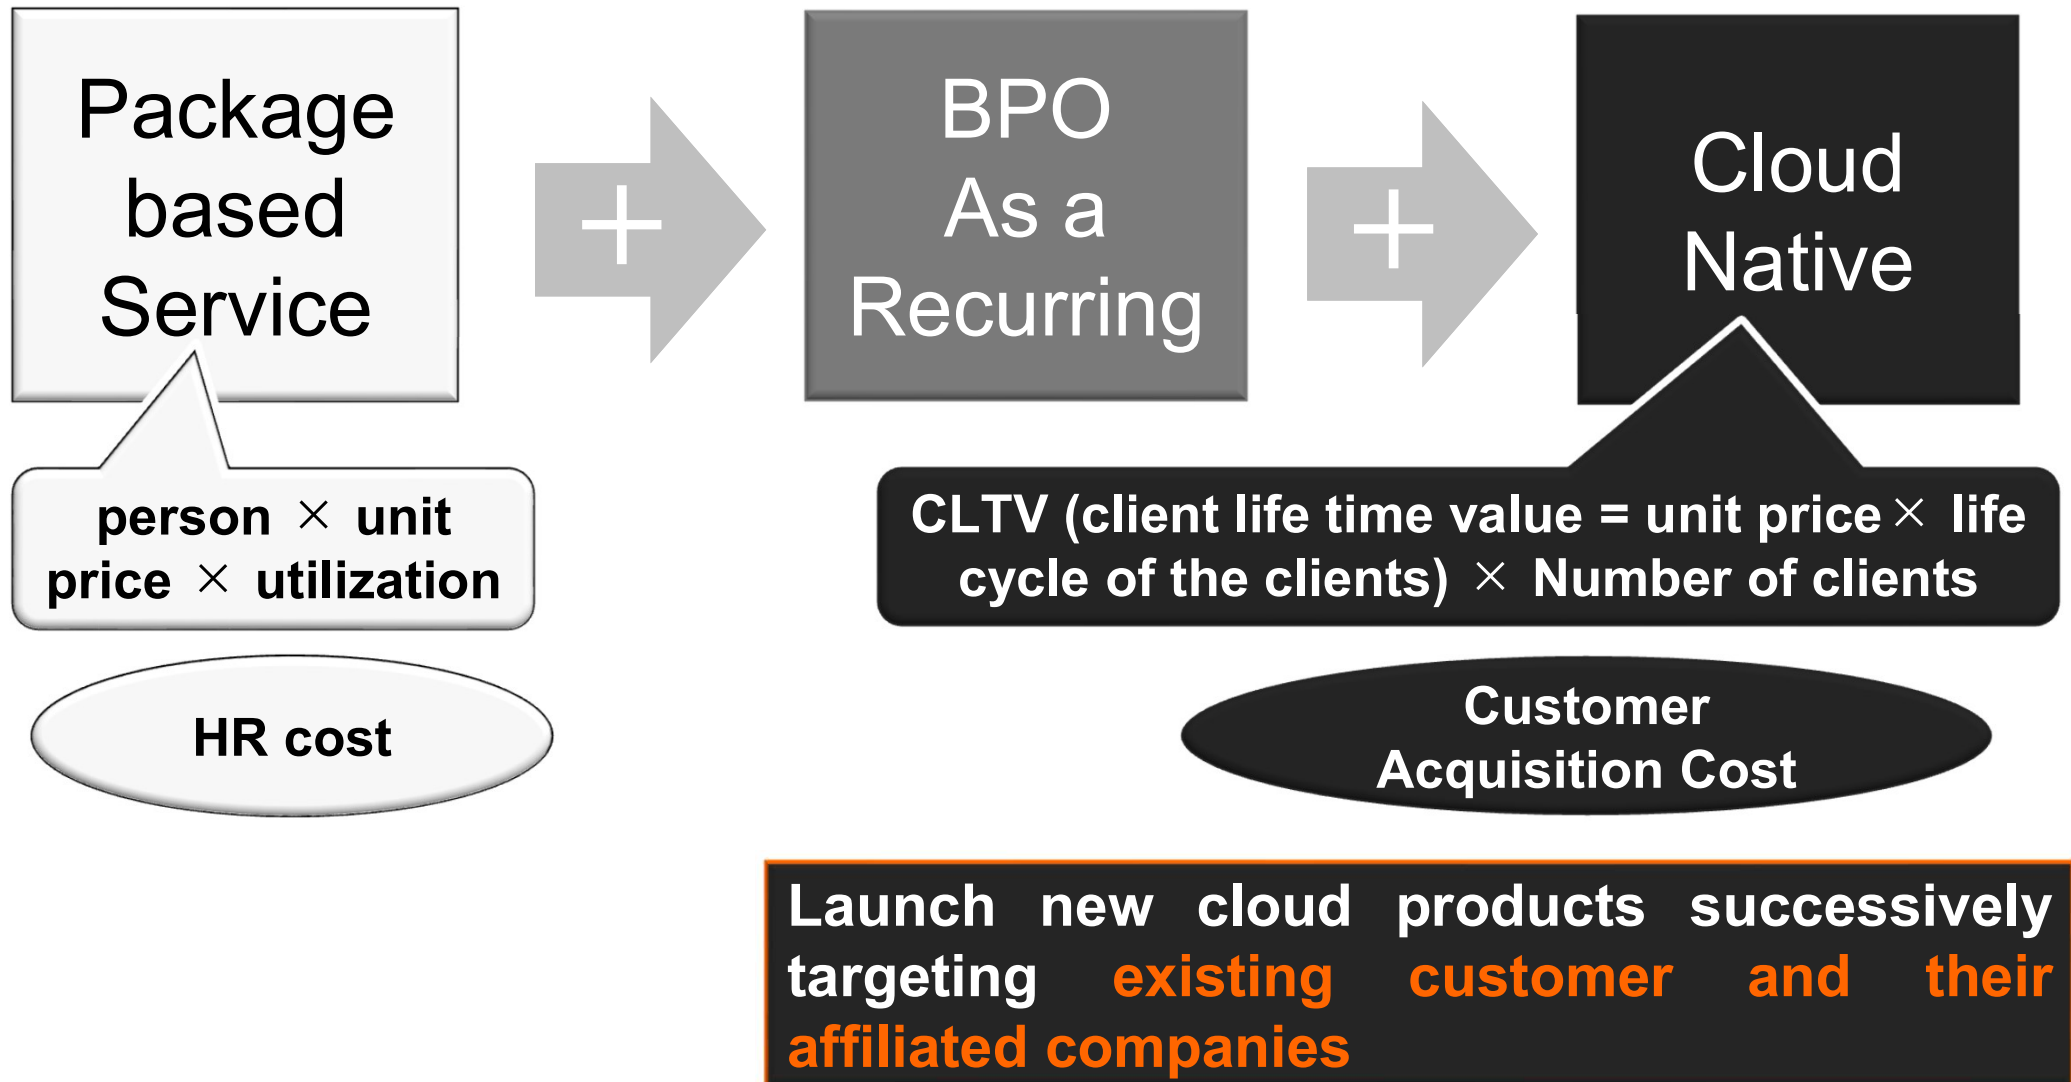 Package
based
Service
+
BPO
As a
Recurring
+
Cloud
Native
person × unit
price × utilization
CLTV (client life time value = unit price × life
cycle of the clients) × Number of clients
HR cost
Customer
Acquisition Cost
Launch new cloud products successively
targeting existing customer and their
affiliated companies